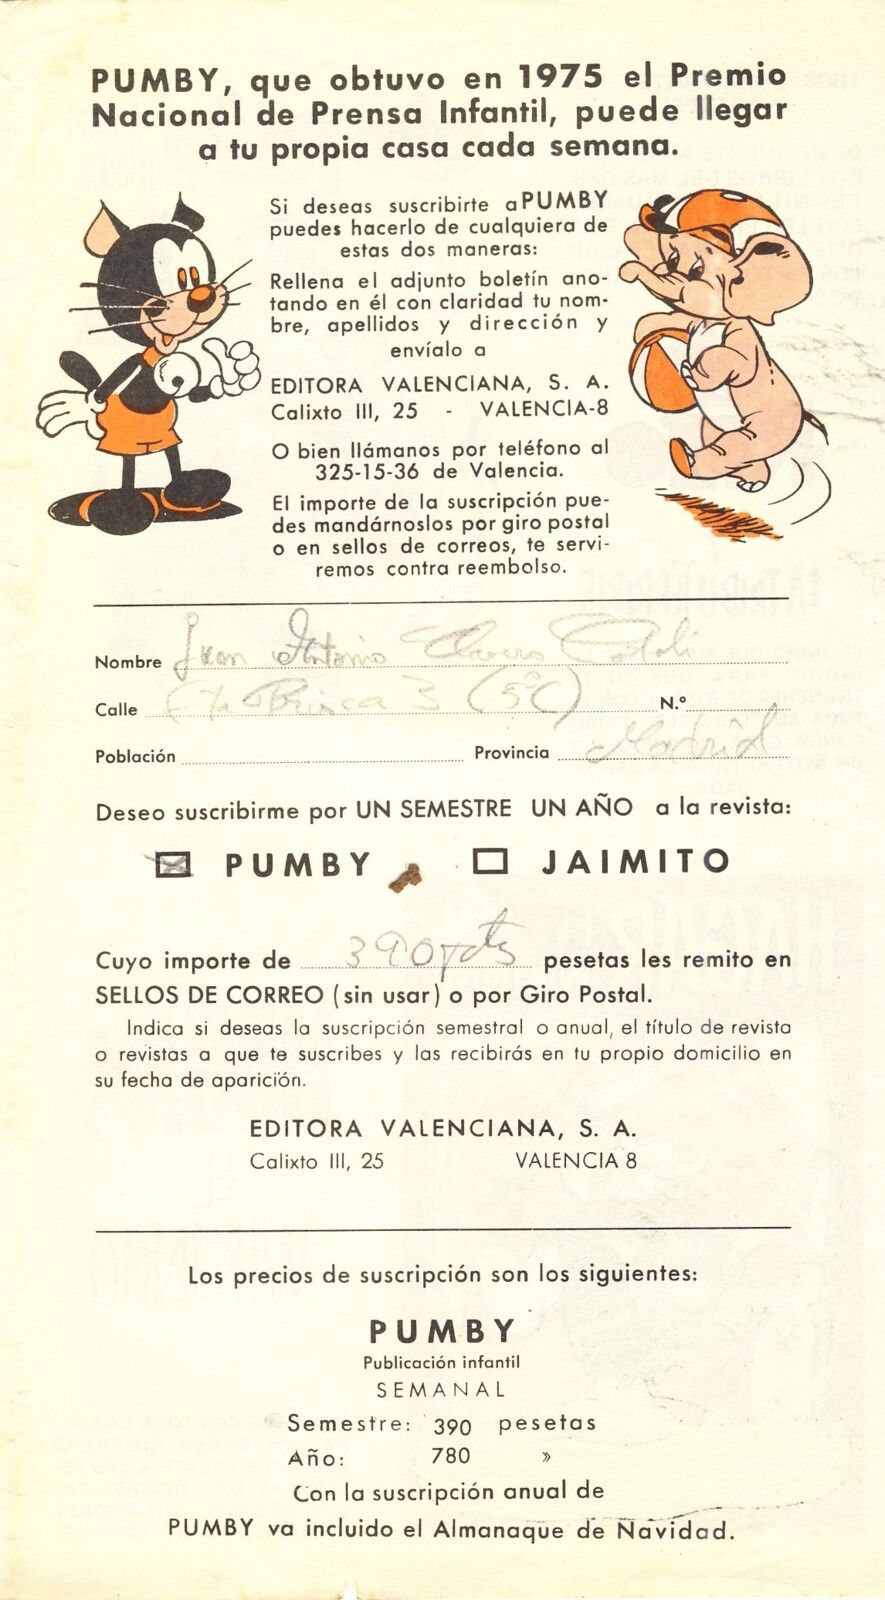 PUMBY, que obtuvo en 1975 el Premio
Nacional de Prensa Infantil, puede llegar
a tu propia casa cada semana.
Si deseas suscribirte a PUMBY
puedes hacerlo de cualquiera de
estas dos maneras:
Rellena el adjunto boletín ano-
tando en él con claridad tu nom-
bre, apellidos y dirección y
envíalo a
EDITORA VALENCIANA, S. A.
Calixto III, 25 - VALENCIA-8
O bien llámanos por teléfono al
325-15-36 de Valencia.
El importe de la suscripción pue-
des mandárnoslos por giro postal
o en sellos de correos, te servi-
remos contra reembolso.
Nombre Juan Antonio
Calle 3 (5º C) N.º
Población Provincia Madrid
Deseo suscribirme por UN SEMESTRE UN AÑO a la revista:
PUMBY JAIMITO
Cuyo importe de 390 pts pesetas les remito en
SELLOS DE CORREO (sin usar) o por Giro Postal.
Indica si deseas la suscripción semestral o anual, el título de revista
o revistas a que te suscribes y las recibirás en tu propio domicilio en
su fecha de aparición.
EDITORA VALENCIANA, S. A.
Calixto III, 25 VALENCIA 8
Los precios de suscripción son los siguientes:
PUMBY
Publicación infantil
SEMANAL
Semestre: 390 pesetas
Año: 780 »
Con la suscripción anual de
PUMBY va incluido el Almanaque de Navidad.